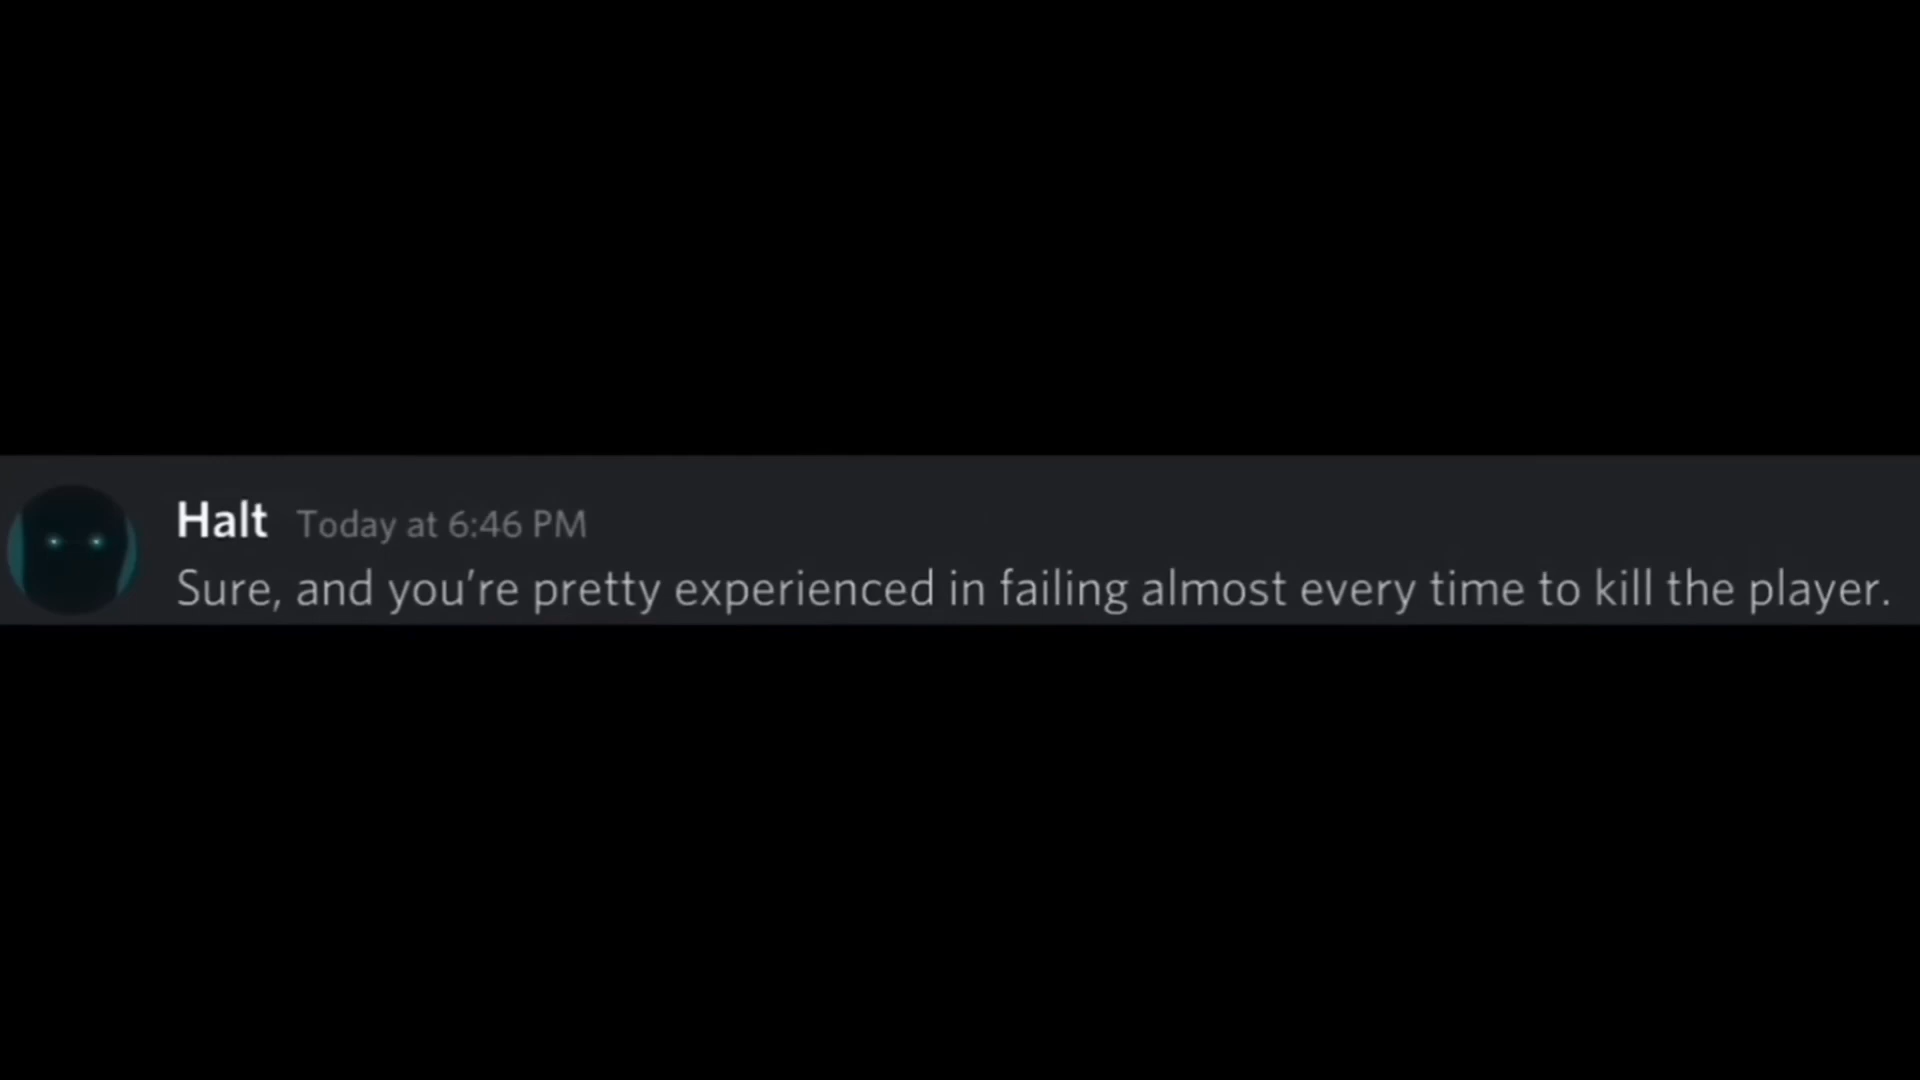 Halt Today at 6:46 PM
Sure, and you’re pretty experienced in failing almost every time to kill the player.